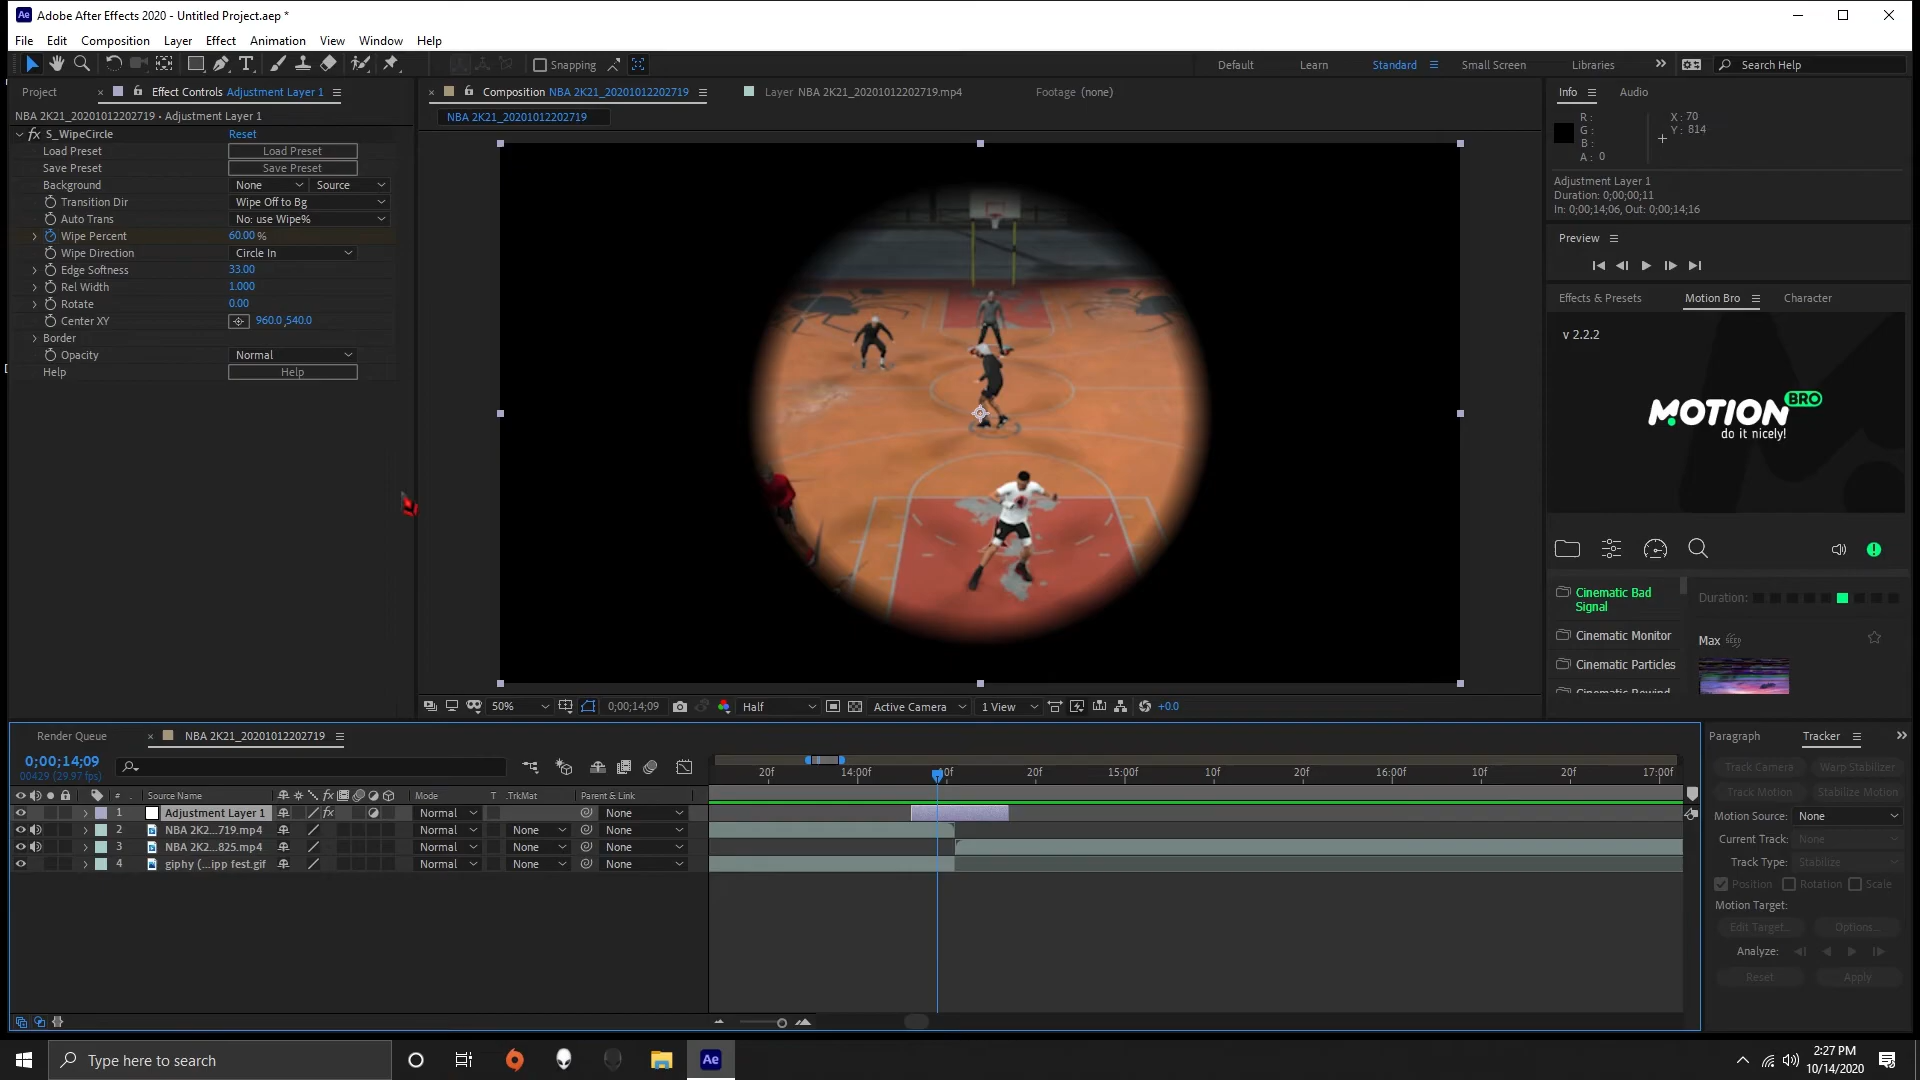 Adobe After Effects 2020 - Untitled Project.aep *
File Edit Composition Layer Effect Animation View Window Help
Snapping Default Learn Standard Small Screen Libraries Search Help
Project Effect Controls Adjustment Layer 1
NBA 2K21_20201012202719 • Adjustment Layer 1
fx S_WipeCircle Reset
Load Preset Load Preset
Save Preset Save Preset
Background None Source
Transition Dir Wipe Off to Bg
Auto Trans No: use Wipe%
Wipe Percent 60.00 %
Wipe Direction Circle In
Edge Softness 33.00
Rel Width 1.000
Rotate 0.00
Center XY 960.0,540.0
Border
Opacity Normal
Help Help
Composition NBA 2K21_20201012202719 Layer NBA 2K21_20201012202719.mp4 Footage (none)
NBA 2K21_20201012202719
50% 0;00;14;09 Half Active Camera 1 View +0.0
Info Audio
R : X : 70
G : Y : 814
B :
A : 0
Adjustment Layer 1
Duration: 0;00;00;11
In: 0;00;14;06, Out: 0;00;14;16
Preview
Effects & Presets Motion Bro Character
v 2.2.2
MOTION BRO
do it nicely!
Cinematic Bad Signal
Duration:
Cinematic Monitor
Max SEED
Cinematic Particles
Cinematic Rewind
Render Queue NBA 2K21_20201012202719
0;00;14;09
00429 (29.97 fps)
20f 14:00f 10f 20f 15:00f 10f 20f 16:00f 10f 20f 17:00f
# Source Name fx Mode T .TrkMat Parent & Link
1 Adjustment Layer 1 fx Normal None
2 NBA 2K2...719.mp4 Normal None None
3 NBA 2K2...825.mp4 Normal None None
4 giphy (...ipp fest.gif Normal None None
Paragraph Tracker
Track Camera Warp Stabilizer
Track Motion Stabilize Motion
Motion Source: None
Current Track: None
Track Type: Stabilize
Position Rotation Scale
Motion Target:
Edit Target... Options...
Analyze:
Reset Apply
Type here to search
Ae
2:27 PM
10/14/2020